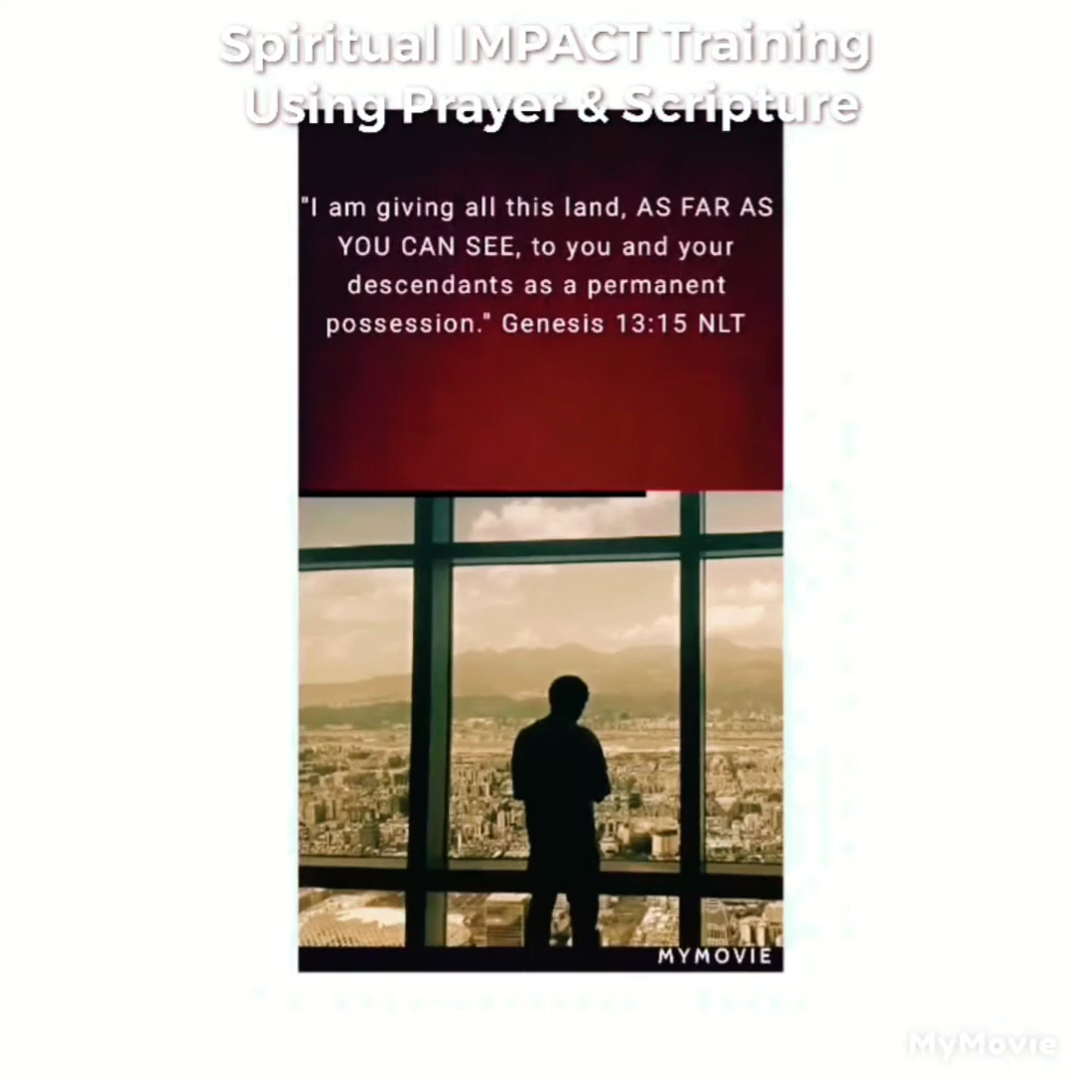 Spiritual IMPACT Training
Using Prayer & Scripture
"I am giving all this land, AS FAR AS
YOU CAN SEE, to you and your
descendants as a permanent
possession." Genesis 13:15 NLT
MYMOVIE
MyMovie